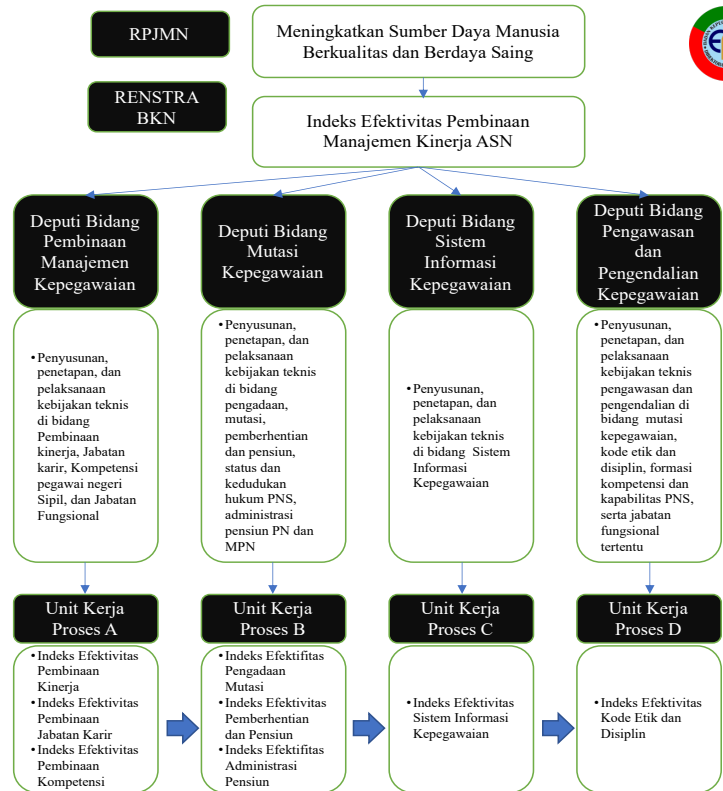 RPJMN
Meningkatkan Sumber Daya Manusia
Berkualitas dan Berdaya Saing
RENSTRA
BKN
Indeks Efektivitas Pembinaan
Manajemen Kinerja ASN
Deputi Bidang
Pembinaan
Manajemen
Kepegawaian
Deputi Bidang
Mutasi
Kepegawaian
Deputi Bidang
Sistem
Informasi
Kepegawaian
Deputi Bidang
Pengawasan
dan
Pengendalian
Kepegawaian
•Penyusunan,
penetapan, dan
pelaksanaan
kebijakan teknis
di bidang
Pembinaan
kinerja, Jabatan
karir, Kompetensi
pegawai negeri
Sipil, dan Jabatan
Fungsional
•Penyusunan,
penetapan, dan
pelaksanaan
kebijakan teknis
di bidang
pengadaan,
mutasi,
pemberhentian
dan pensiun,
status dan
kedudukan
hukum PNS,
administrasi
pensiun PN dan
MPN
•Penyusunan,
penetapan, dan
pelaksanaan
kebijakan teknis
di bidang Sistem
Informasi
Kepegawaian
•Penyusunan,
penetapan, dan
pelaksanaan
kebijakan teknis
pengawasan dan
pengendalian di
bidang mutasi
kepegawaian,
kode etik dan
disiplin, formasi
kompetensi dan
kapabilitas PNS,
serta jabatan
fungsional
tertentu
Unit Kerja
Proses A
Unit Kerja
Proses B
Unit Kerja
Proses C
Unit Kerja
Proses D
•Indeks Efektivitas
Pembinaan
Kinerja
•Indeks Efektivitas
Pembinaan
Jabatan Karir
•Indeks Efektivitas
Pembinaan
Kompetensi
•Indeks Efektifitas
Pengadaan
Mutasi
•Indeks Efektivitas
Pemberhentian
dan Pensiun
•Indeks Efektifitas
Administrasi
Pensiun
•Indeks Efektivitas
Sistem Informasi
Kepegawaian
•Indeks Efektivitas
Kode Etik dan
Disiplin